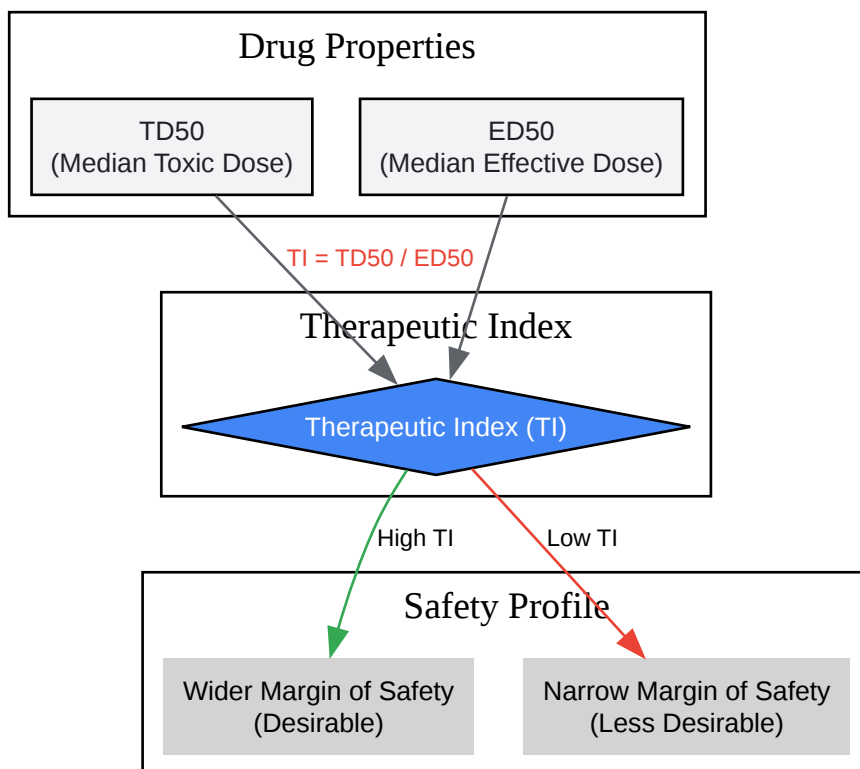 Drug Properties
TD50
(Median Toxic Dose)
ED50
(Median Effective Dose)
TI = TD50 / ED50
Therapeutic Index
Therapeutic Index (TI)
High TI
Low TI
Safety Profile
Wider Margin of Safety
(Desirable)
Narrow Margin of Safety
(Less Desirable)